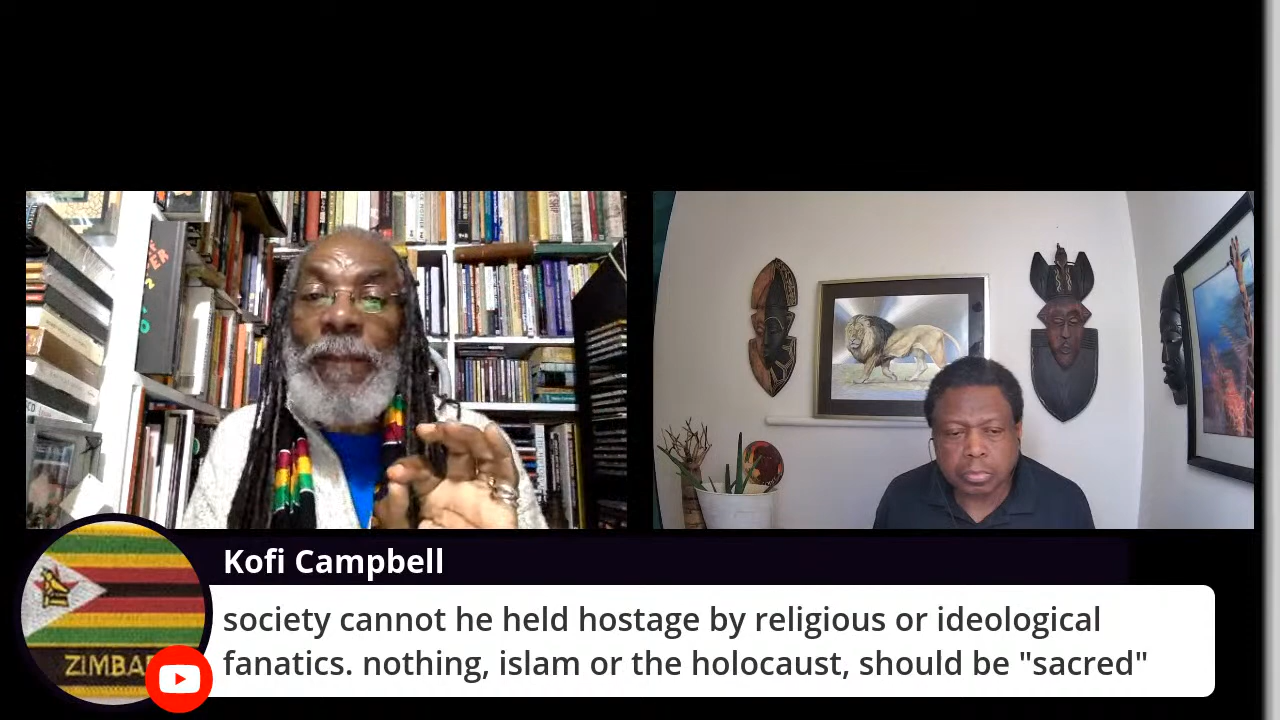 Kofi Campbell
society cannot he held hostage by religious or ideological
fanatics. nothing, islam or the holocaust, should be "sacred"
ZIMBA